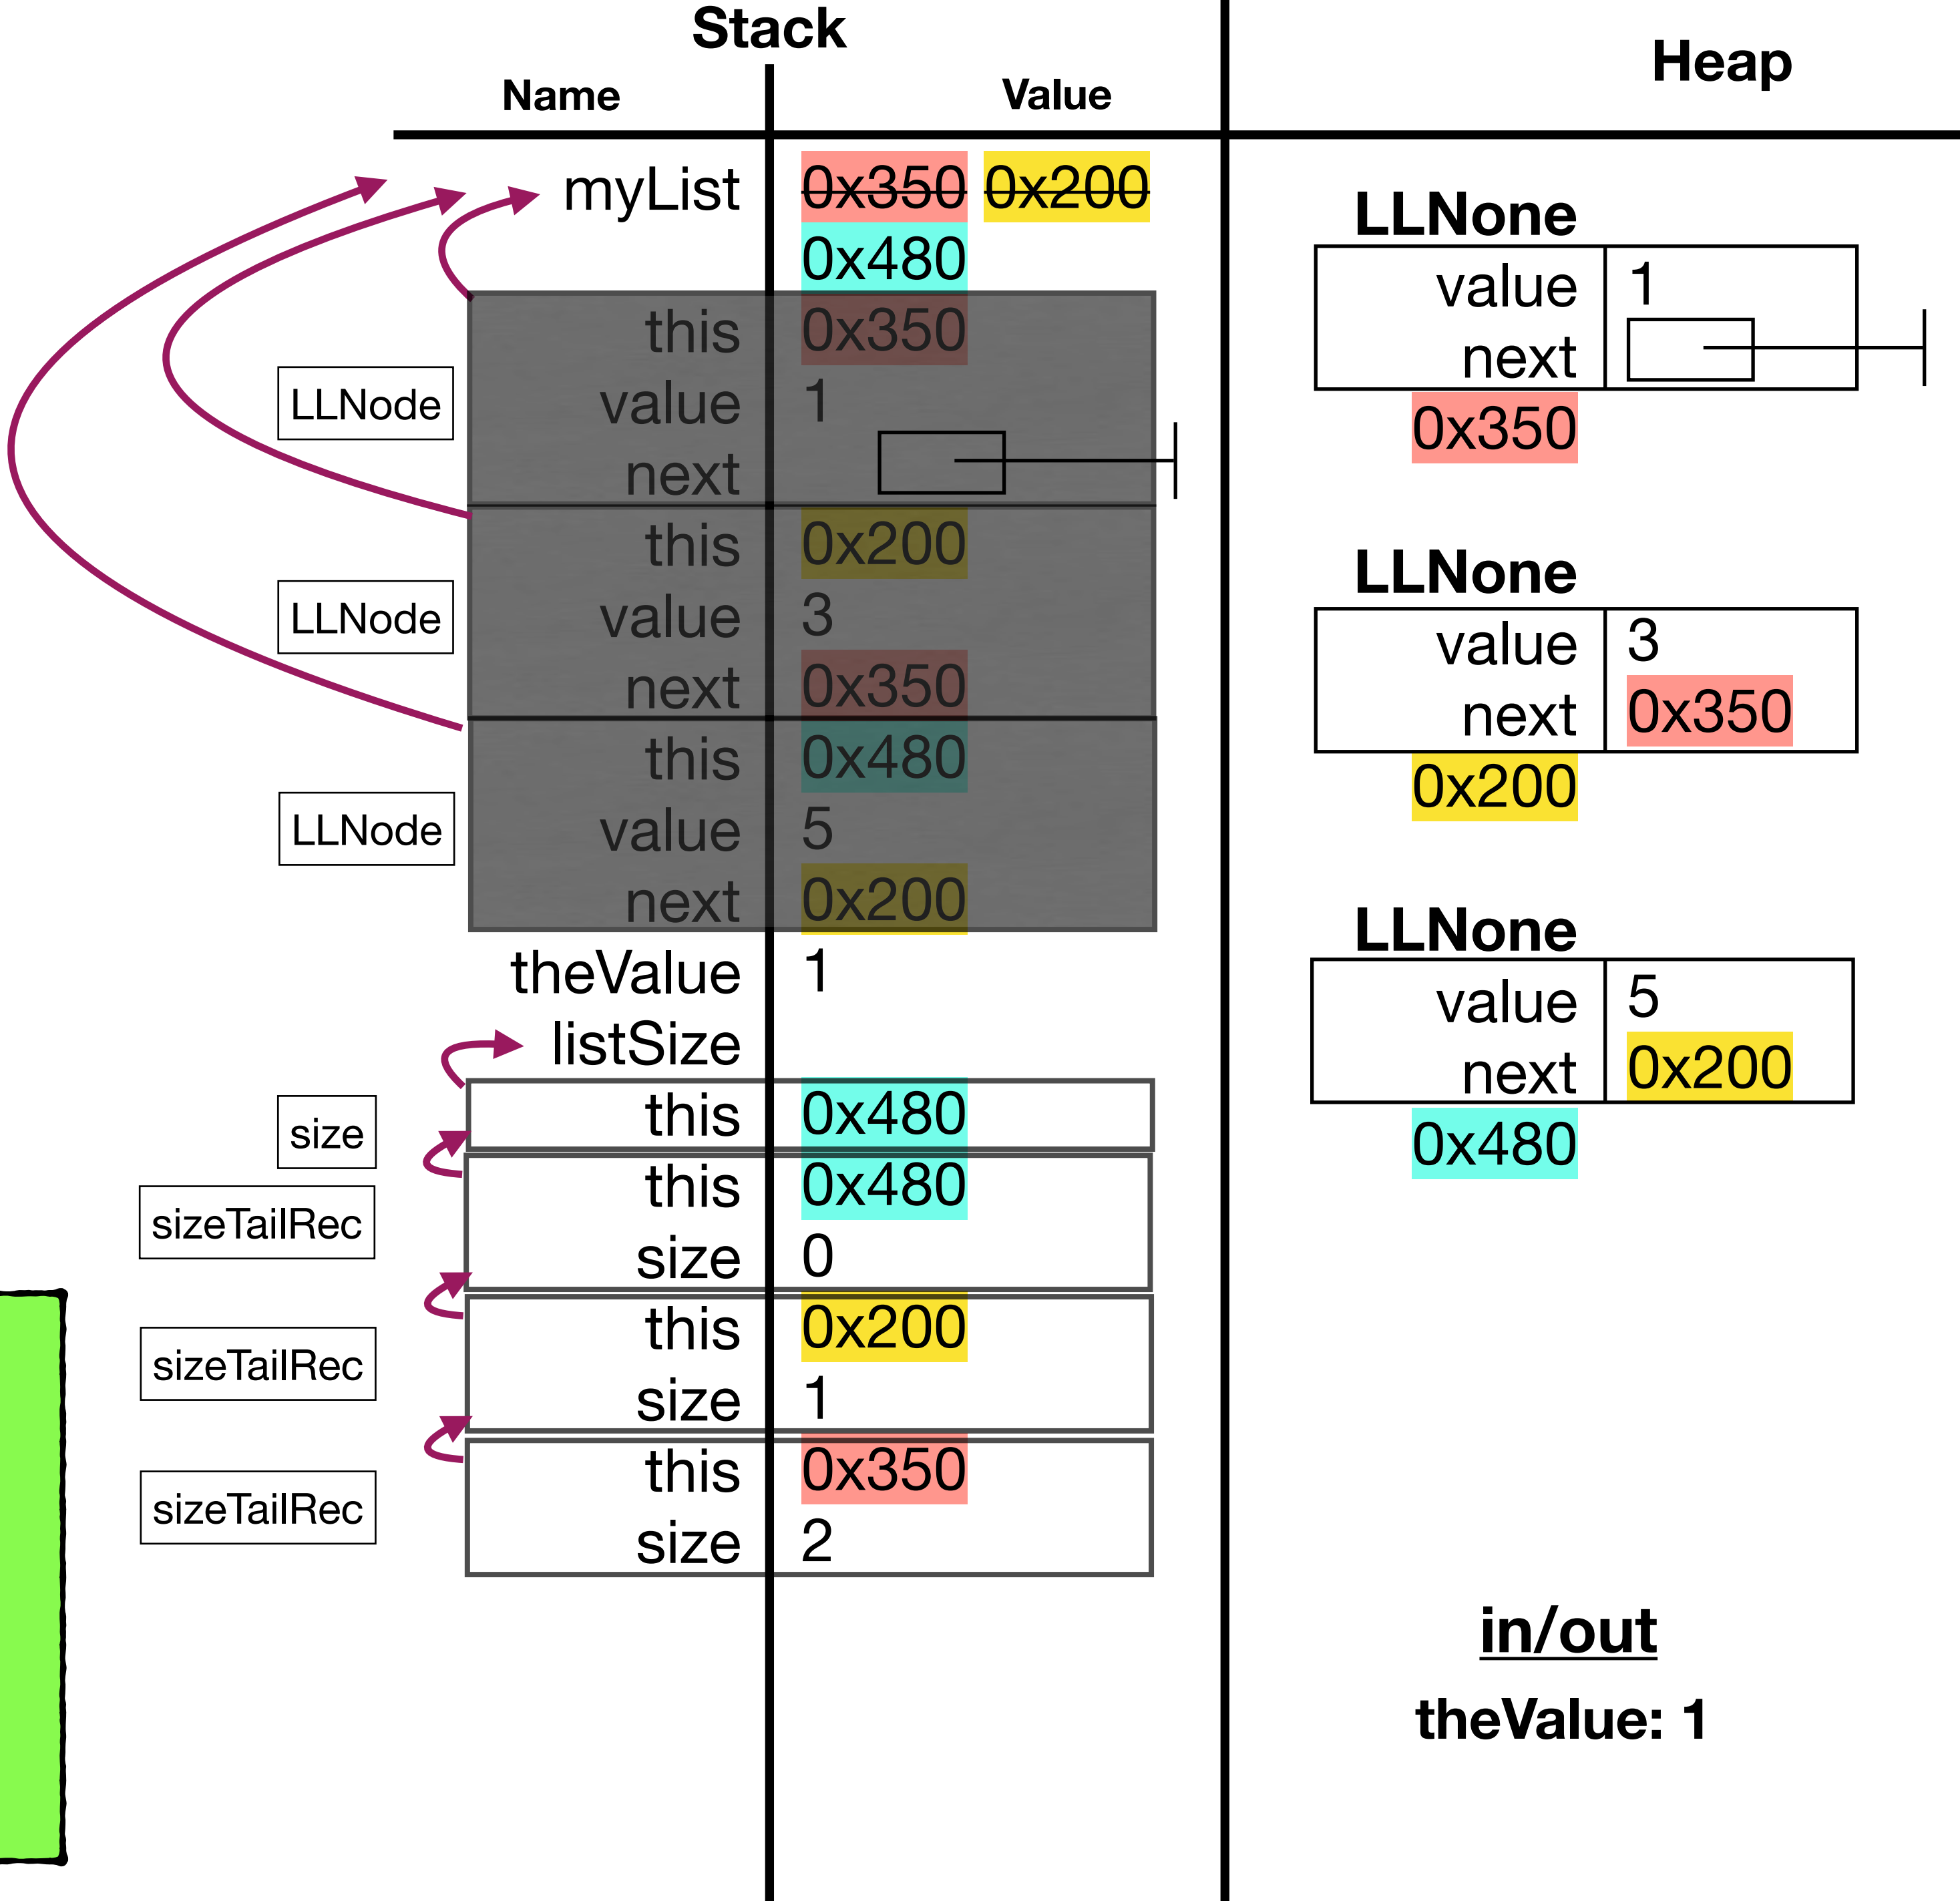 Stack
Heap
Name Value
myList 0x350 0x200
0x480
this 0x350
LLNode value 1
next
this 0x200
LLNode value 3
next 0x350
this 0x480
LLNode value 5
next 0x200
theValue 1
listSize
size this 0x480
sizeTailRec this 0x480
size 0
sizeTailRec this 0x200
size 1
sizeTailRec this 0x350
size 2
LLNone
value 1
next
0x350
LLNone
value 3
next 0x350
0x200
LLNone
value 5
next 0x200
0x480
in/out
theValue: 1